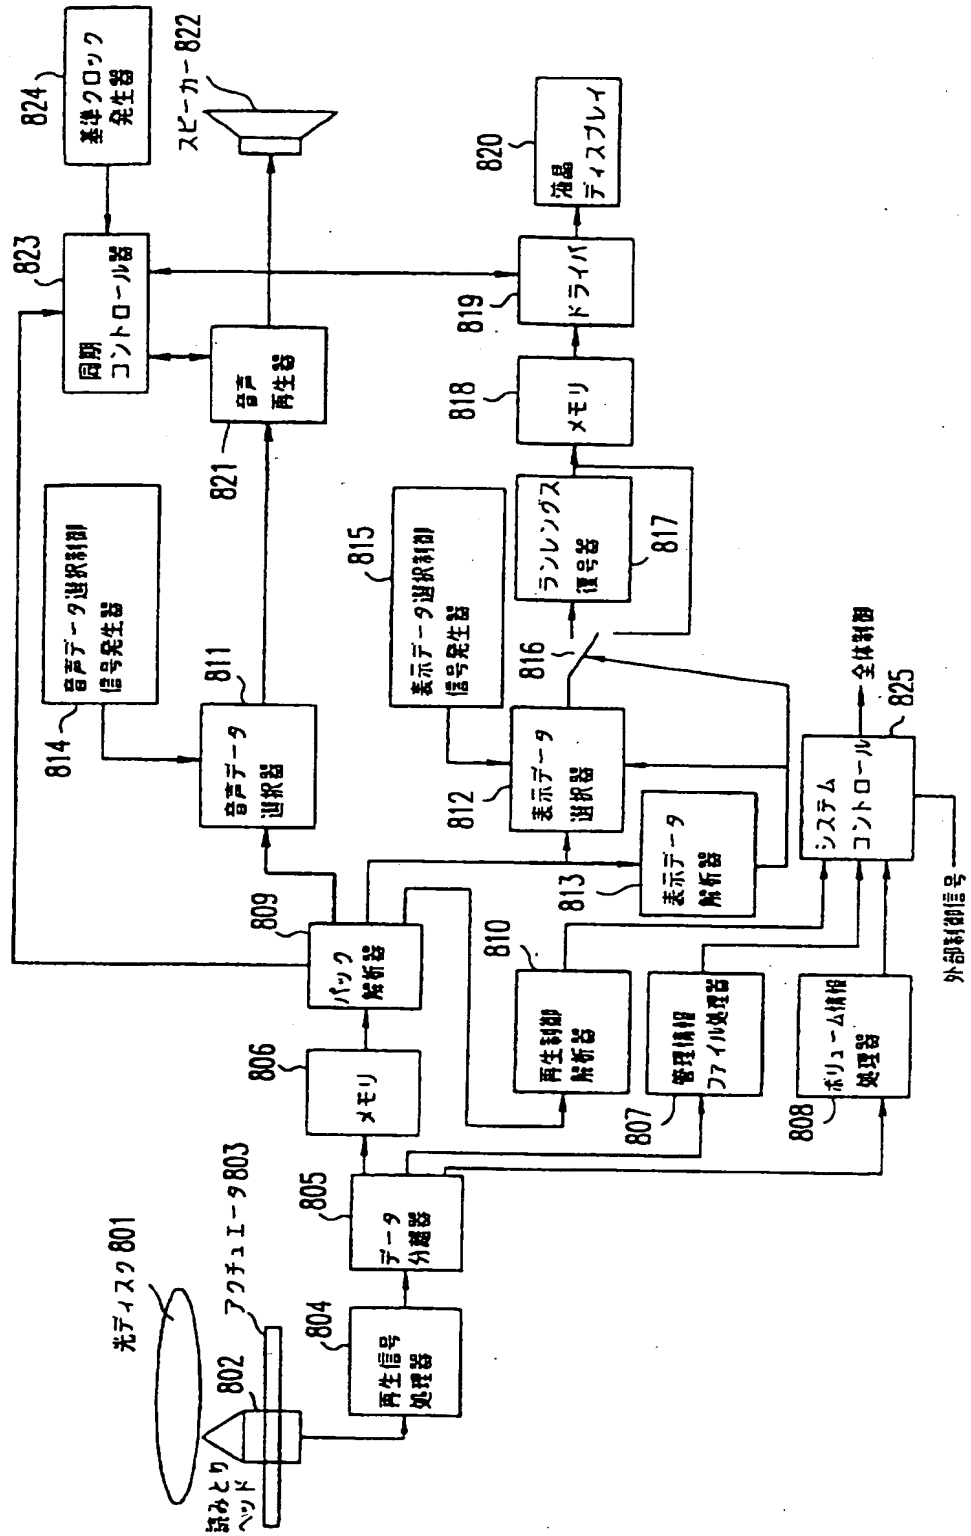 光ディスク 801
読みとり
ヘッド
802
アクチュエータ 803
804
再生信号
処理器
805
データ
分離器
806
メモリ
807
管理情報
ファイル処理器
808
ボリューム情報
処理器
809
パック
解析器
810
再生制御
解析器
811
音声データ
選択器
812
表示データ
選択器
813
表示データ
解析器
814
音声データ選択制御
信号発生器
815
表示データ選択制御
信号発生器
816
ランレングス
復号器
817
818
メモリ
819
ドライバ
820
液晶
ディスプレイ
821
音声
再生器
スピーカー 822
823
同期
コントロール器
824
基準クロック
発生器
システム
コントロール
825
全体制御
外部制御信号